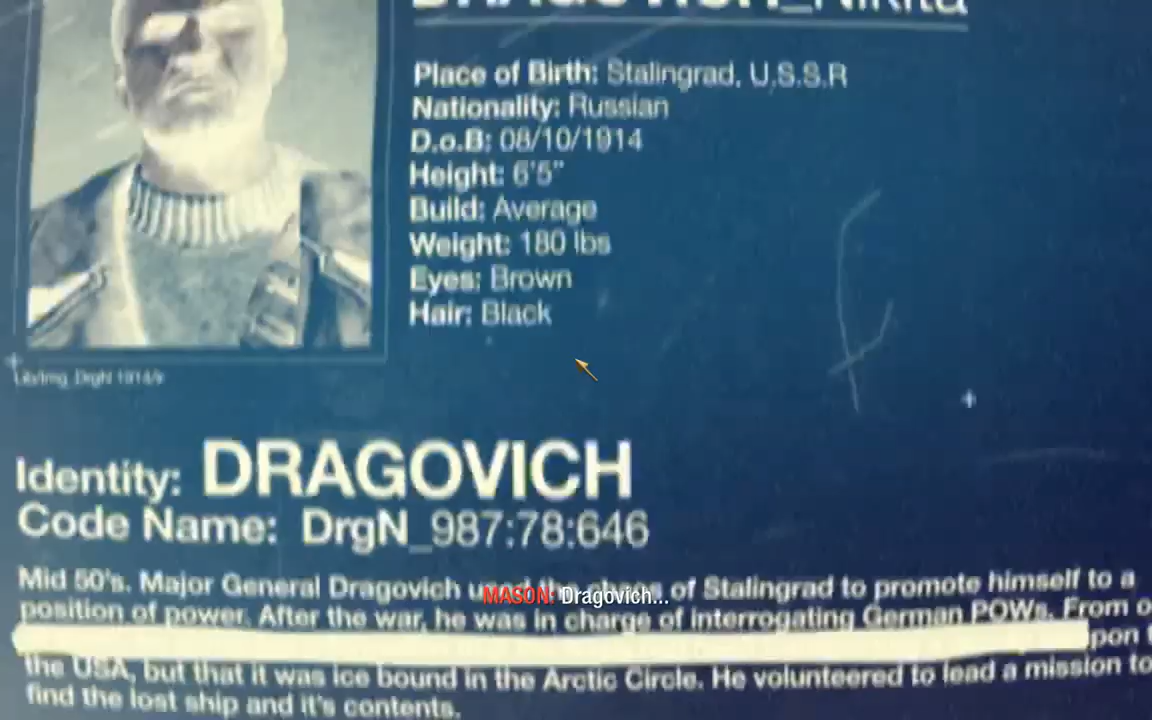 DRAGOVICH_Nikita
Place of Birth: Stalingrad, U.S.S.R
Nationality: Russian
D.o.B: 08/10/1914
Height: 6'5"
Build: Average
Weight: 180 lbs
Eyes: Brown
Hair: Black
Identity: DRAGOVICH
Code Name: DrgN_987:78:646
Mid 50's. Major General Dragovich used the chaos of Stalingrad to promote himself to a
MASON: Dragovich...
position of power. After the war, he was in charge of interrogating German POWs. From
the USA, but that it was ice bound in the Arctic Circle. He volunteered to lead a mission to
find the lost ship and it's contents.